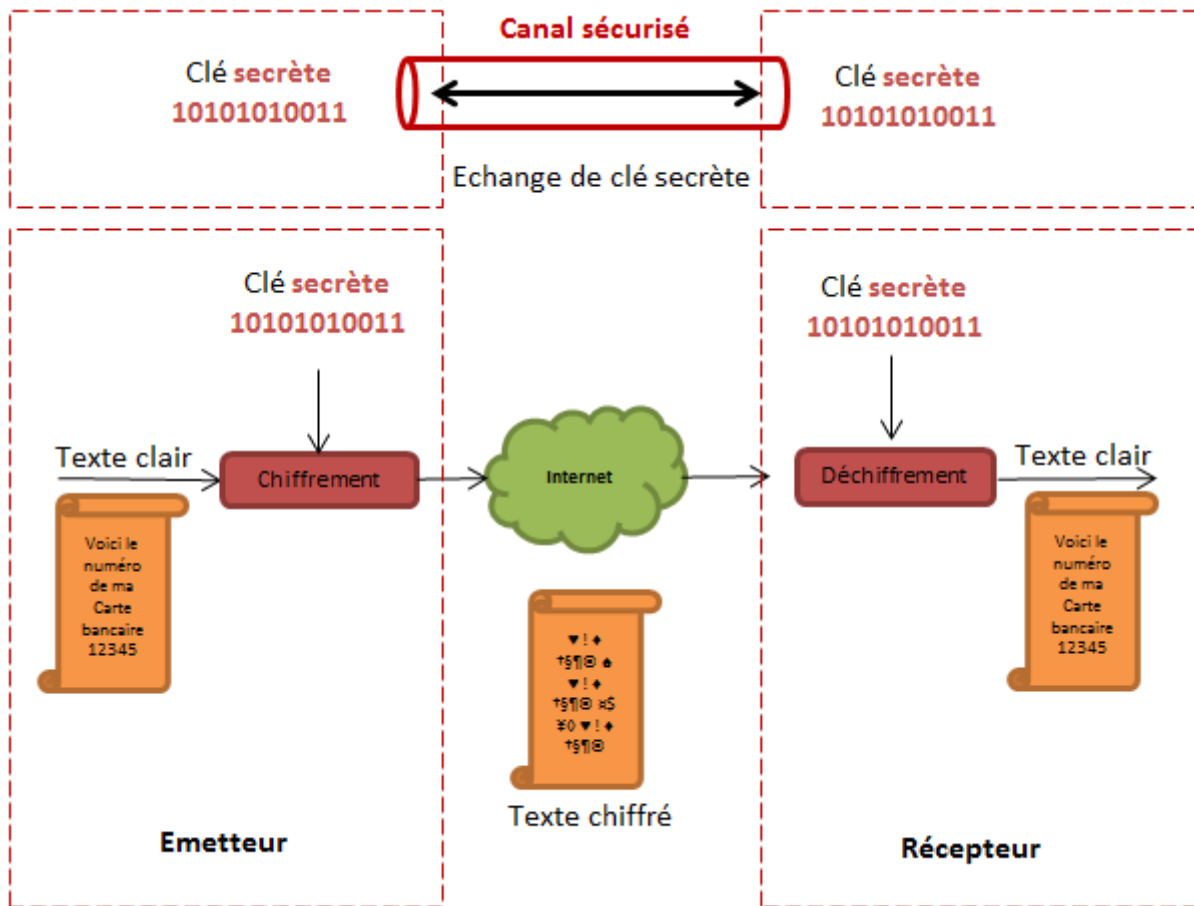 Canal sécurisé
Clé secrète
10101010011
Clé secrète
10101010011
Echange de clé secrète
Clé secrète
10101010011
Clé secrète
10101010011
Texte clair
Chiffrement
Internet
Déchiffrement
Texte clair
Voici le
numéro
de ma
Carte
bancaire
12345
♥ ! ♦
†§¶® ♠
♥ ! ♦
†§¶® ¤$
¥◊ ♥ ! ♦
†§¶®
Voici le
numéro
de ma
Carte
bancaire
12345
Texte chiffré
Emetteur
Récepteur